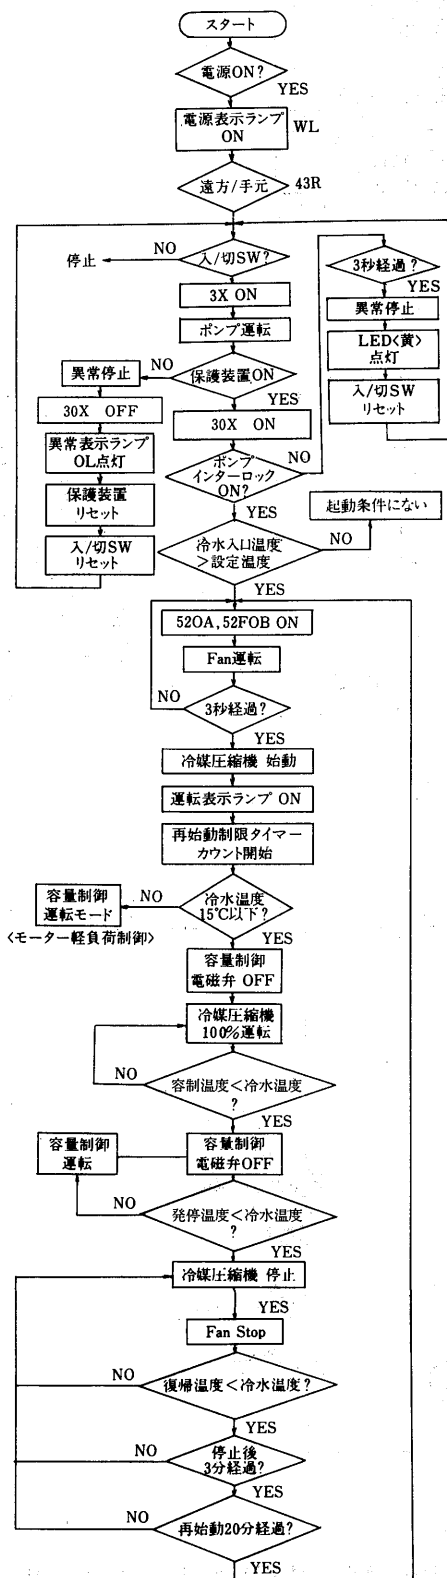 スタート
電源ON?
YES
電源表示ランプ
ON
WL
遠方/手元
43R
入/切SW?
NO
停止
3X ON
ポンプ運転
保護装置ON
NO
YES
異常停止
30X OFF
異常表示ランプ
OL点灯
保護装置
リセット
入/切SW
リセット
30X ON
ポンプ
インターロック
ON?
NO
YES
3秒経過?
YES
異常停止
LED<黄>
点灯
入/切SW
リセット
冷水入口温度
>設定温度
NO
起動条件にない
YES
52OA,52FOB ON
Fan運転
NO
3秒経過?
YES
冷媒圧縮機 始動
運転表示ランプ ON
再始動制限タイマー
カウント開始
冷水温度
15℃以下?
NO
容量制御
運転モード
<モーター軽負荷制御>
YES
容量制御
電磁弁 OFF
冷媒圧縮機
100%運転
NO
容制温度<冷水温度
?
YES
容量制御
運転
容量制御
電磁弁OFF
NO
発停温度<冷水温度
?
YES
冷媒圧縮機 停止
YES
Fan Stop
NO
復帰温度<冷水温度?
YES
NO
停止後
3分経過?
YES
NO
再始動20分経過?
YES